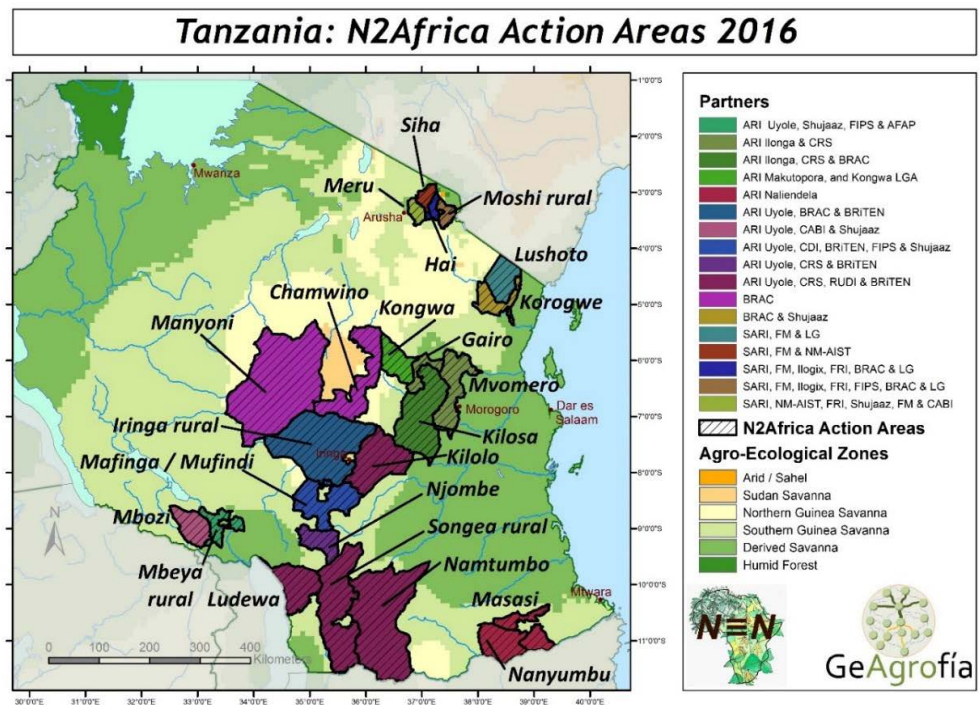 Tanzania: N2Africa Action Areas 2016
Siha
Meru
Moshi rural
Mwanza
Arusha
Hai
Lushoto
Korogwe
Chamwino
Kongwa
Manyoni
Gairo
Mvomero
Morogoro
Dar es
Salaam
Iringa rural
Iringa
Kilosa
Kilolo
Mafinga / Mufindi
Njombe
Mbozi
Songea rural
Namtumbo
Mbeya
rural
Ludewa
Masasi
Mtwara
Nanyumbu
N
0 100 200 300 400
Kilometers
1°0'0"S
2°0'0"S
3°0'0"S
4°0'0"S
5°0'0"S
6°0'0"S
7°0'0"S
8°0'0"S
9°0'0"S
10°0'0"S
11°0'0"S
30°0'0"E 31°0'0"E 32°0'0"E 33°0'0"E 34°0'0"E 35°0'0"E 36°0'0"E 37°0'0"E 38°0'0"E 39°0'0"E 40°0'0"E
Partners
ARI Uyole, Shujaaz, FIPS & AFAP
ARI Ilonga & CRS
ARI Ilonga, CRS & BRAC
ARI Makutopora, and Kongwa LGA
ARI Naliendela
ARI Uyole, BRAC & BRiTEN
ARI Uyole, CABI & Shujaaz
ARI Uyole, CDI, BRiTEN, FIPS & Shujaaz
ARI Uyole, CRS & BRiTEN
ARI Uyole, CRS, RUDI & BRiTEN
BRAC
BRAC & Shujaaz
SARI, FM & LG
SARI, FM & NM-AIST
SARI, FM, Ilogix, FRI, BRAC & LG
SARI, FM, Ilogix, FRI, FIPS, BRAC & LG
SARI, NM-AIST, FRI, Shujaaz, FM & CABI
N2Africa Action Areas
Agro-Ecological Zones
Arid / Sahel
Sudan Savanna
Northern Guinea Savanna
Southern Guinea Savanna
Derived Savanna
Humid Forest
N≡N
GeAgrofía